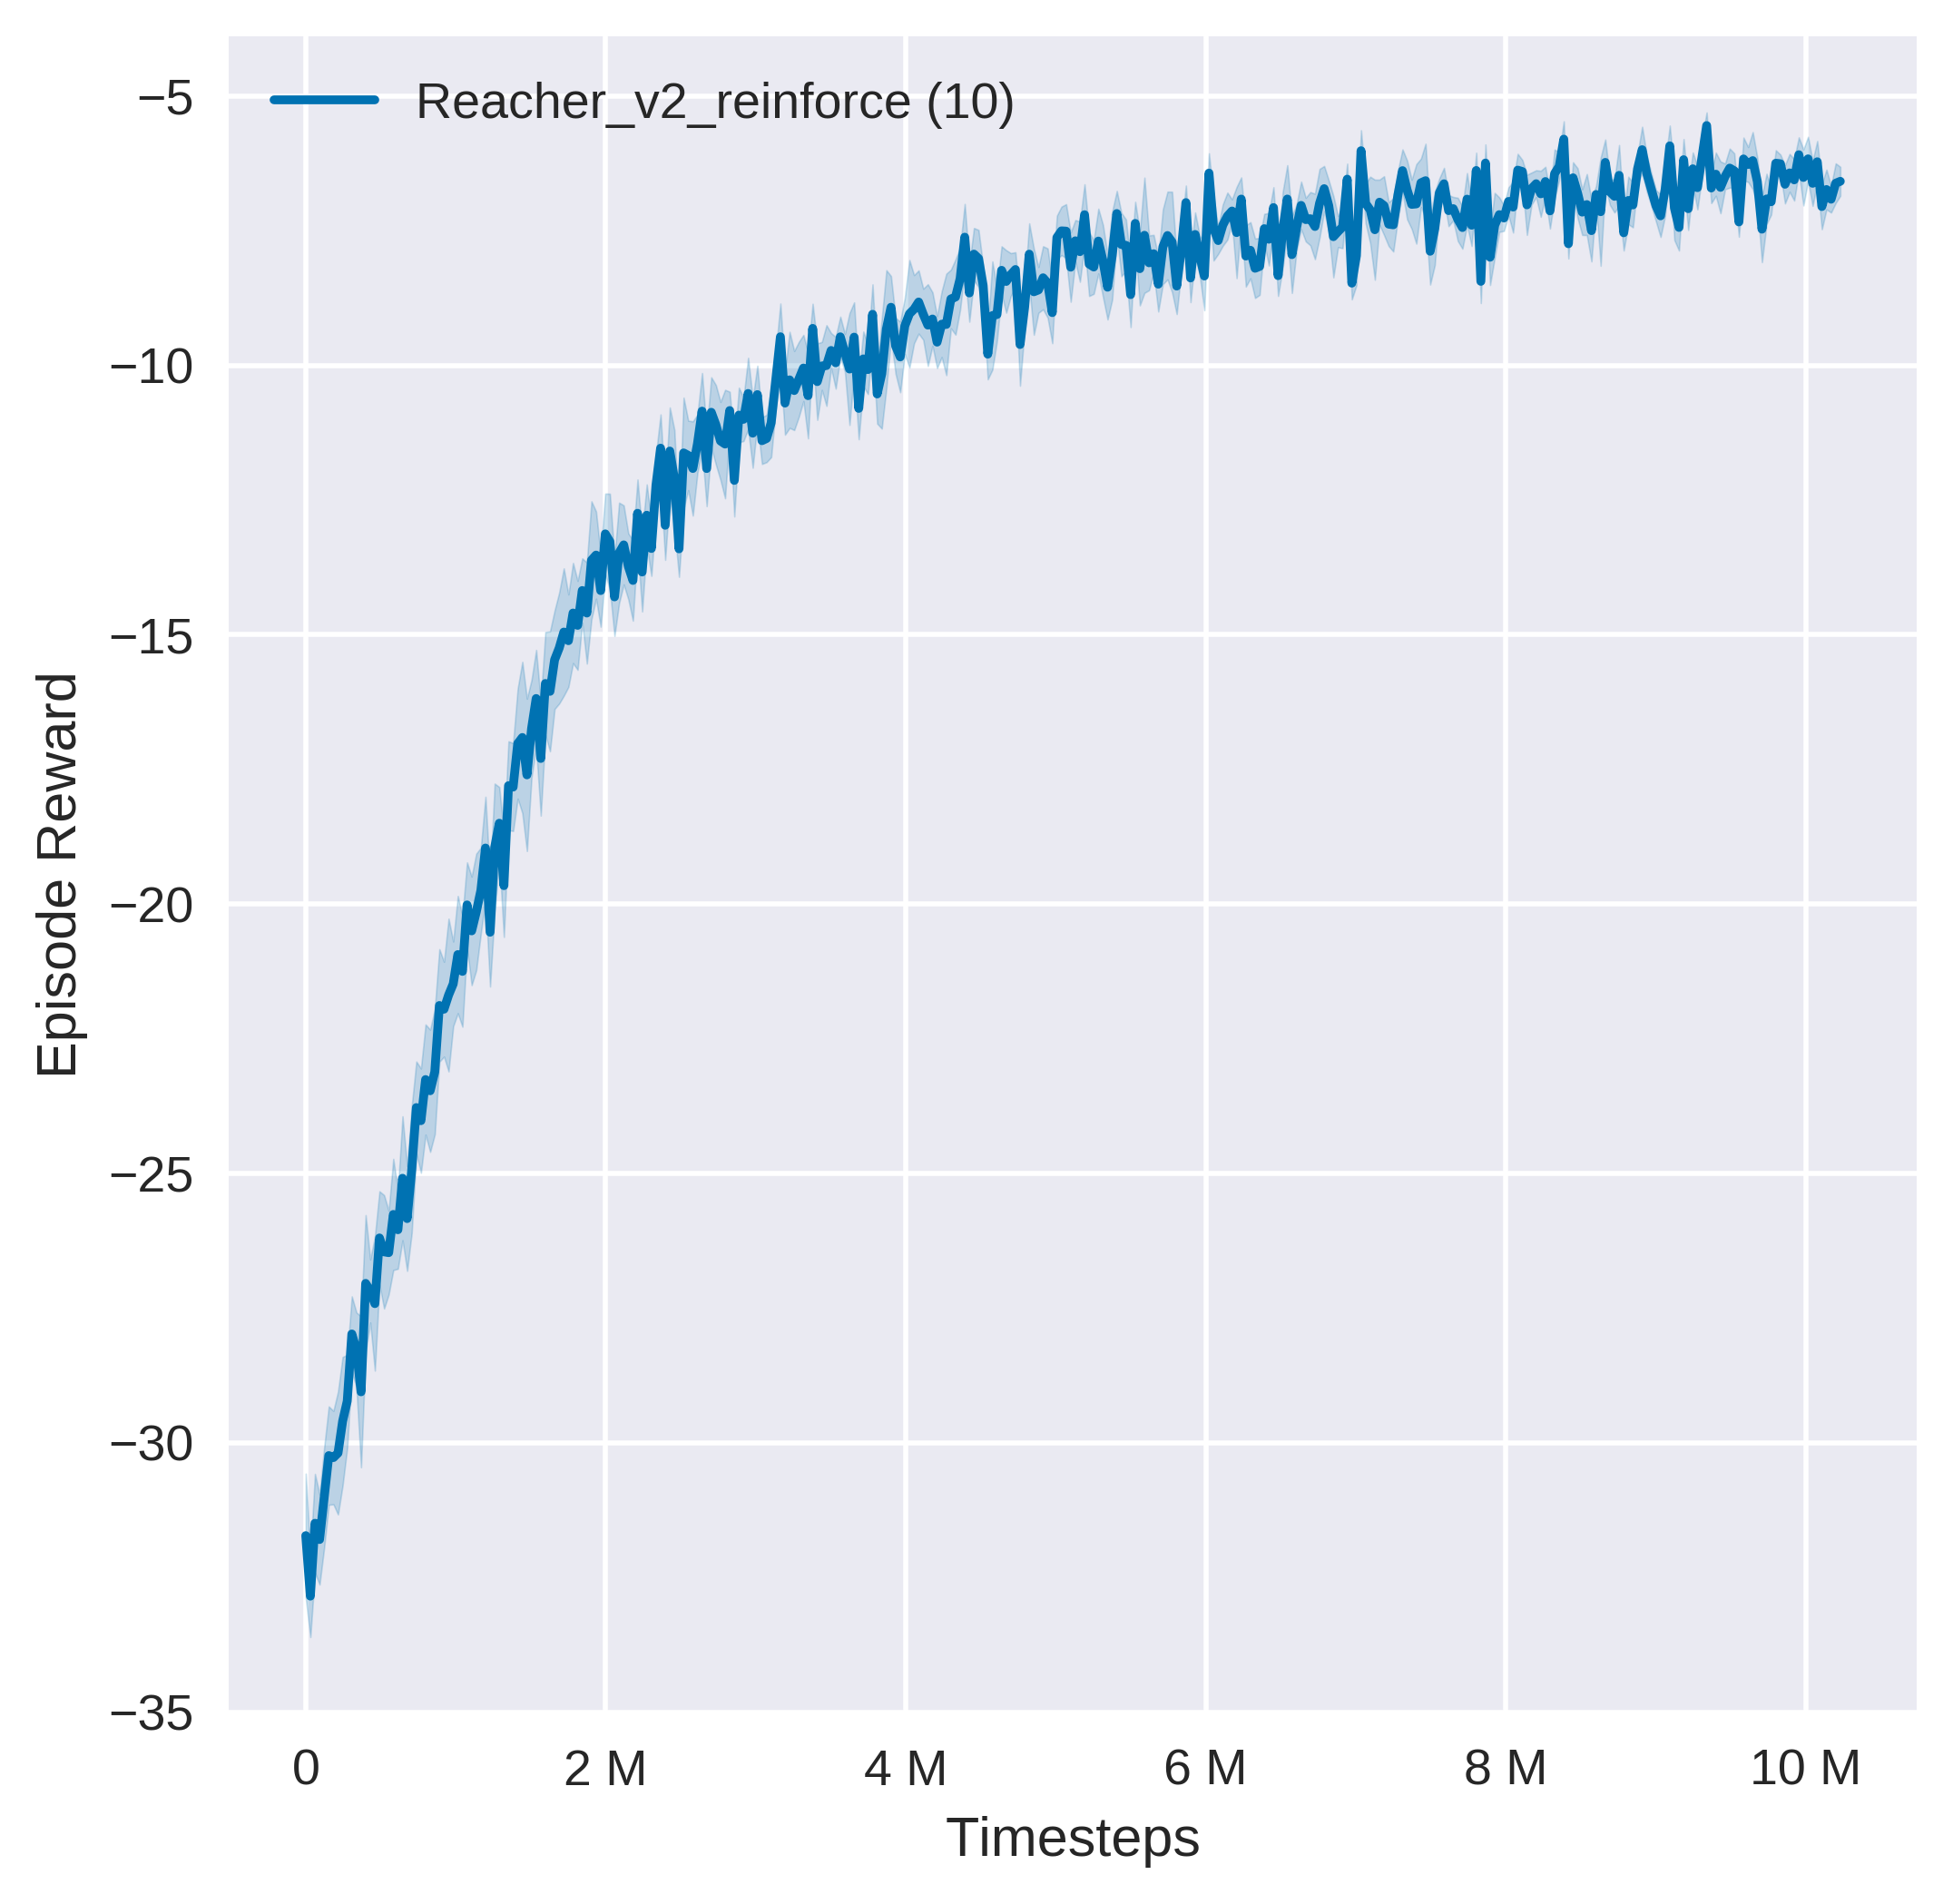 Reacher_v2_reinforce (10)
−5
−10
−15
−20
−25
−30
−35
Episode Reward
0
2 M
4 M
6 M
8 M
10 M
Timesteps